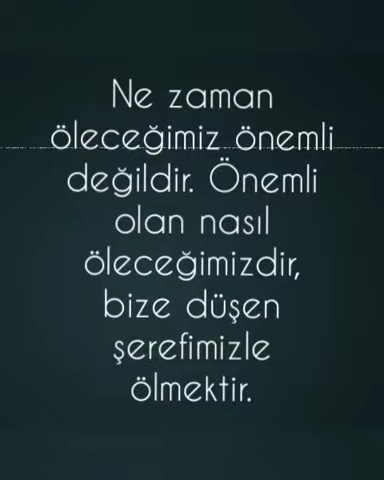 Ne zaman
öleceğimiz önemli
değildir. Önemli
olan nasıl
öleceğimizdir,
bize düşen
şerefimizle
ölmektir.